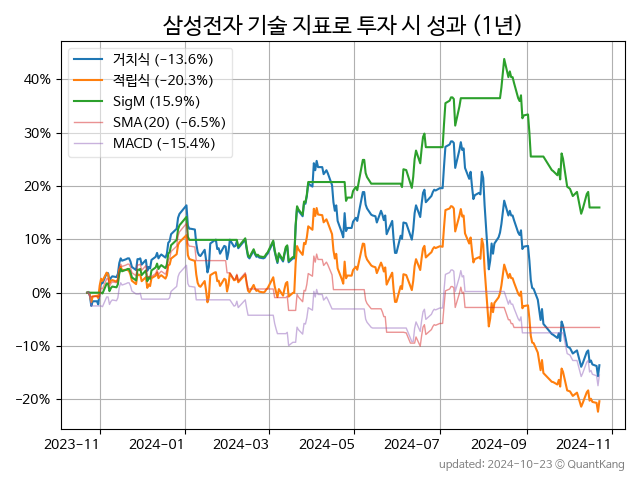 삼성전자 기술 지표로 투자 시 성과 (1년)
거치식 (−13.6%)
적립식 (−20.3%)
SigM (15.9%)
SMA(20) (−6.5%)
MACD (−15.4%)
40%
30%
20%
10%
0%
−10%
−20%
2023-11 2024-01 2024-03 2024-05 2024-07 2024-09 2024-11
updated: 2024-10-23 © QuantKang